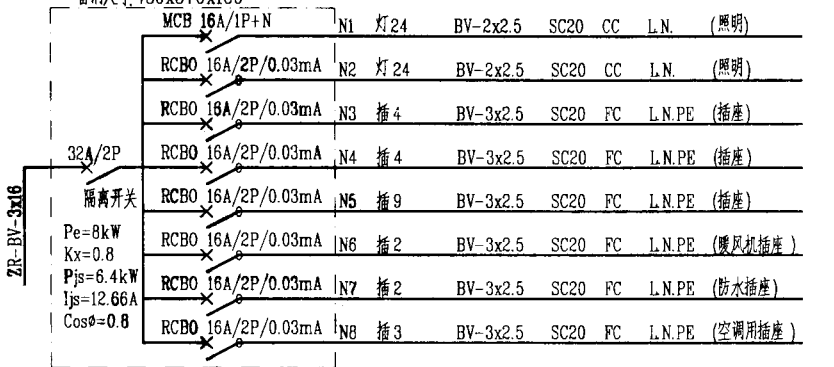 MCB 16A/1P+N N1 灯24 BV-2x2.5 SC20 CC L.N. (照明)
RCBO 16A/2P/0.03mA N2 灯24 BV-2x2.5 SC20 CC L.N. (照明)
RCBO 16A/2P/0.03mA N3 插4 BV-3x2.5 SC20 FC L.N.PE (插座)
32A/2P RCBO 16A/2P/0.03mA N4 插4 BV-3x2.5 SC20 FC L.N.PE (插座)
隔离开关 RCBO 16A/2P/0.03mA N5 插9 BV-3x2.5 SC20 FC L.N.PE (插座)
ZR-BV-3x16
Pe=8kW
Kx=0.8
Pjs=6.4kW
Ijs=12.66A
Cosø=0.8
RCBO 16A/2P/0.03mA N6 插2 BV-3x2.5 SC20 FC L.N.PE (暖风机插座)
RCBO 16A/2P/0.03mA N7 插2 BV-3x2.5 SC20 FC L.N.PE (防水插座)
RCBO 16A/2P/0.03mA N8 插3 BV-3x2.5 SC20 FC L.N.PE (空调用插座)